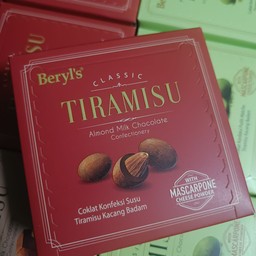 Beryl's
CLASSIC
TIRAMISU
Almond Milk Chocolate
Confectionery
WITH
MASCARPONE
CHEESE POWDER
Coklat Konfeksi Susu
Tiramisu Kacang Badam